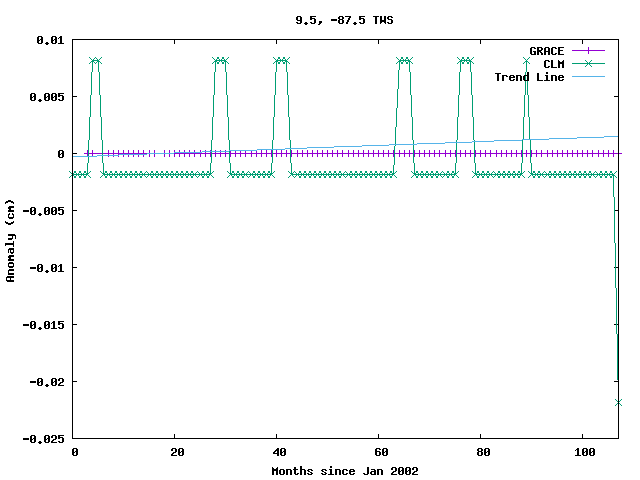 9.5, -87.5 TWS
GRACE
CLM
Trend Line
0.01
0.005
0
-0.005
-0.01
-0.015
-0.02
-0.025
Anomaly (cm)
0 20 40 60 80 100
Months since Jan 2002